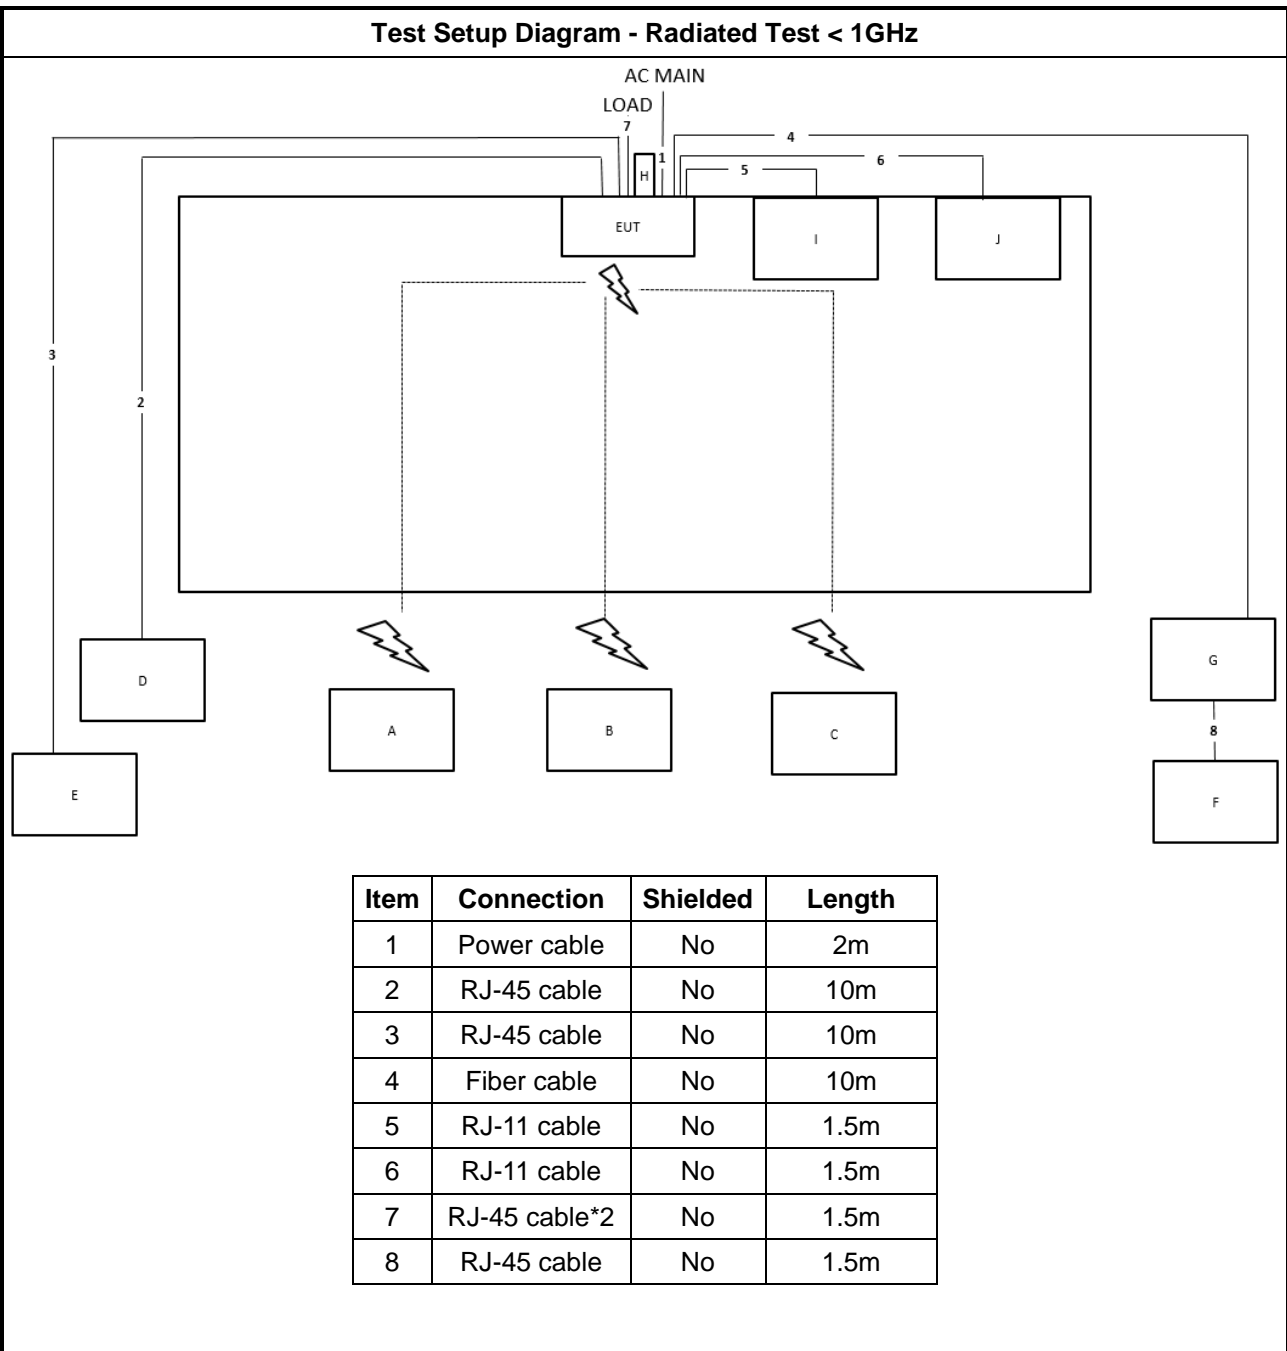 Test Setup Diagram - Radiated Test < 1GHz
AC MAIN
LOAD
7
4
1
6
5
H
EUT
I
J
3
2
G
D
A
B
C
8
E
F
Item Connection Shielded Length
1 Power cable No 2m
2 RJ-45 cable No 10m
3 RJ-45 cable No 10m
4 Fiber cable No 10m
5 RJ-11 cable No 1.5m
6 RJ-11 cable No 1.5m
7 RJ-45 cable*2 No 1.5m
8 RJ-45 cable No 1.5m